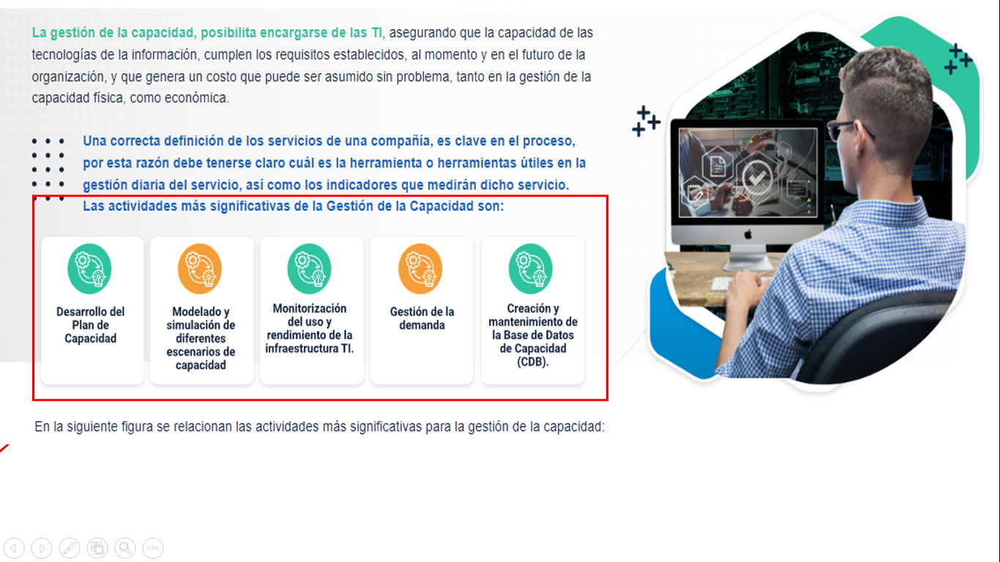 La gestión de la capacidad, posibilita encargarse de las TI, asegurando que la capacidad de las
tecnologías de la información, cumplen los requisitos establecidos, al momento y en el futuro de la
organización, y que genera un costo que puede ser asumido sin problema, tanto en la gestión de la
capacidad física, como económica.
Una correcta definición de los servicios de una compañía, es clave en el proceso,
por esta razón debe tenerse claro cuál es la herramienta o herramientas útiles en la
gestión diaria del servicio, así como los indicadores que medirán dicho servicio.
Las actividades más significativas de la Gestión de la Capacidad son:
Desarrollo del
Plan de
Capacidad
Modelado y
simulación de
diferentes
escenarios de
capacidad
Monitorización
del uso y
rendimiento de la
infraestructura TI.
Gestión de la
demanda
Creación y
mantenimiento de
la Base de Datos
de Capacidad
(CDB).
En la siguiente figura se relacionan las actividades más significativas para la gestión de la capacidad: